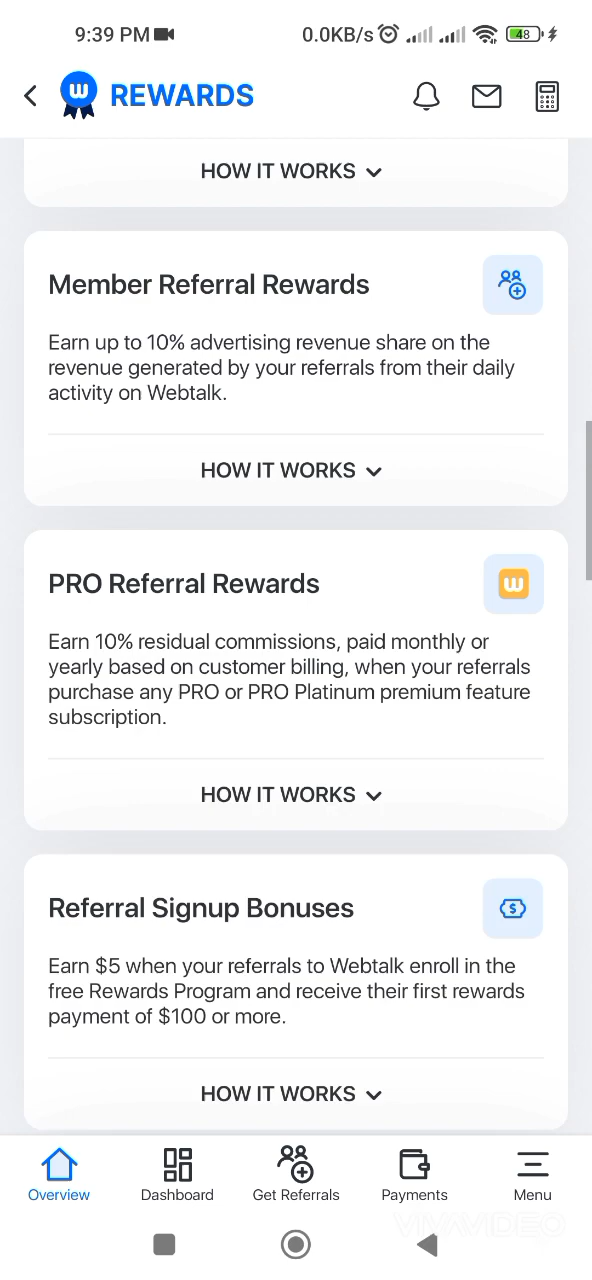 9:39 PM
0.0KB/s
48
REWARDS
HOW IT WORKS
Member Referral Rewards
Earn up to 10% advertising revenue share on the
revenue generated by your referrals from their daily
activity on Webtalk.
HOW IT WORKS
PRO Referral Rewards
w
Earn 10% residual commissions, paid monthly or
yearly based on customer billing, when your referrals
purchase any PRO or PRO Platinum premium feature
subscription.
HOW IT WORKS
Referral Signup Bonuses
$
Earn $5 when your referrals to Webtalk enroll in the
free Rewards Program and receive their first rewards
payment of $100 or more.
HOW IT WORKS
Overview
Dashboard
Get Referrals
Payments
Menu
VIVAVIDEO